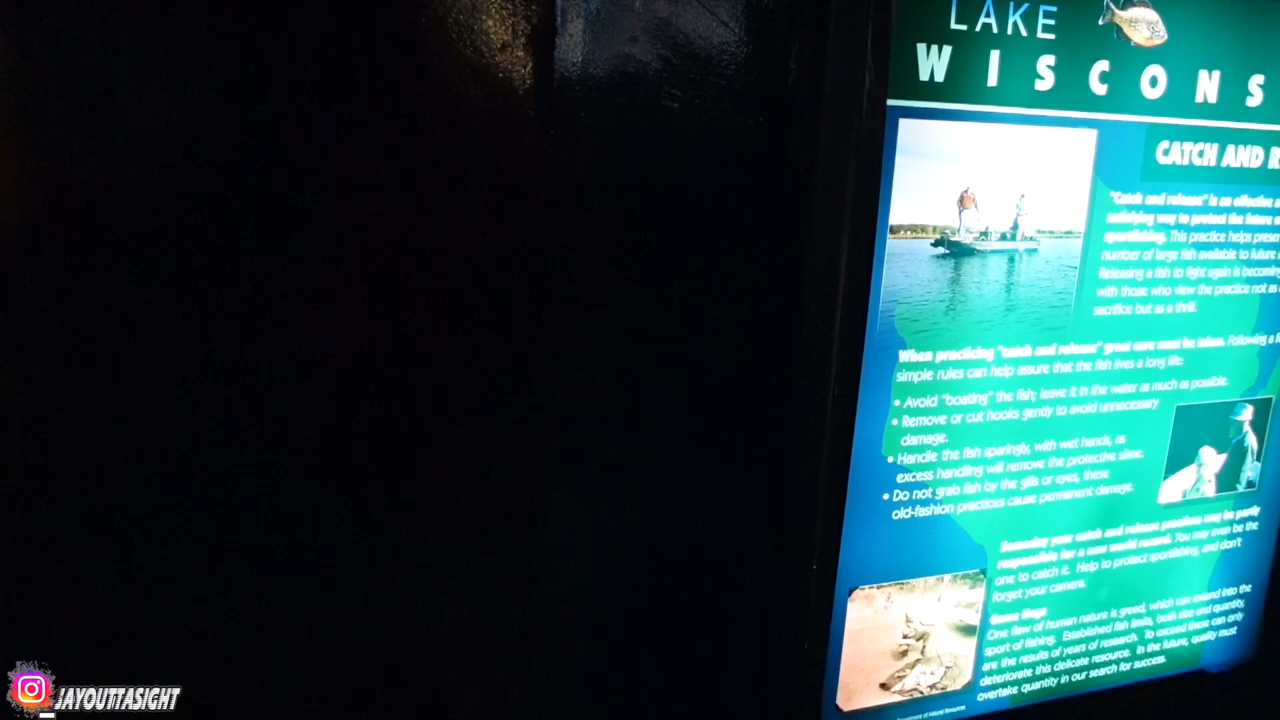 LAKE
WISCONS
CATCH AND R
"Catch and release" is an effective a
satisfying way to protect the future o
sportfishing. This practice helps preser
number of large fish available to future a
Releasing a fish to fight again is becoming
with those who view the practice not as a
sacrifice but as a thrill.
When practicing "catch and release" great care must be taken. Following a f
simple rules can help assure that the fish lives a long life:
• Avoid "boating" the fish; leave it in the water as much as possible.
• Remove or cut hooks gently to avoid unnecessary
damage.
• Handle the fish sparingly, with wet hands, as
excess handling will remove the protective slime.
• Do not grab fish by the gills or eyes, these
old-fashion practices cause permanent damage.
Someday your catch and release practices may be partly
responsible for a new world record. You may even be the
one to catch it. Help to protect sportfishing, and don't
forget your camera.
Game Hogs
One flaw of human nature is greed, which can extend into the
sport of fishing. Established fish limits, both size and quantity,
are the results of years of research. To exceed these can only
deteriorate this delicate resource. In the future, quality must
overtake quantity in our search for success.
Department of Natural Resources
JAYOUTTASIGHT